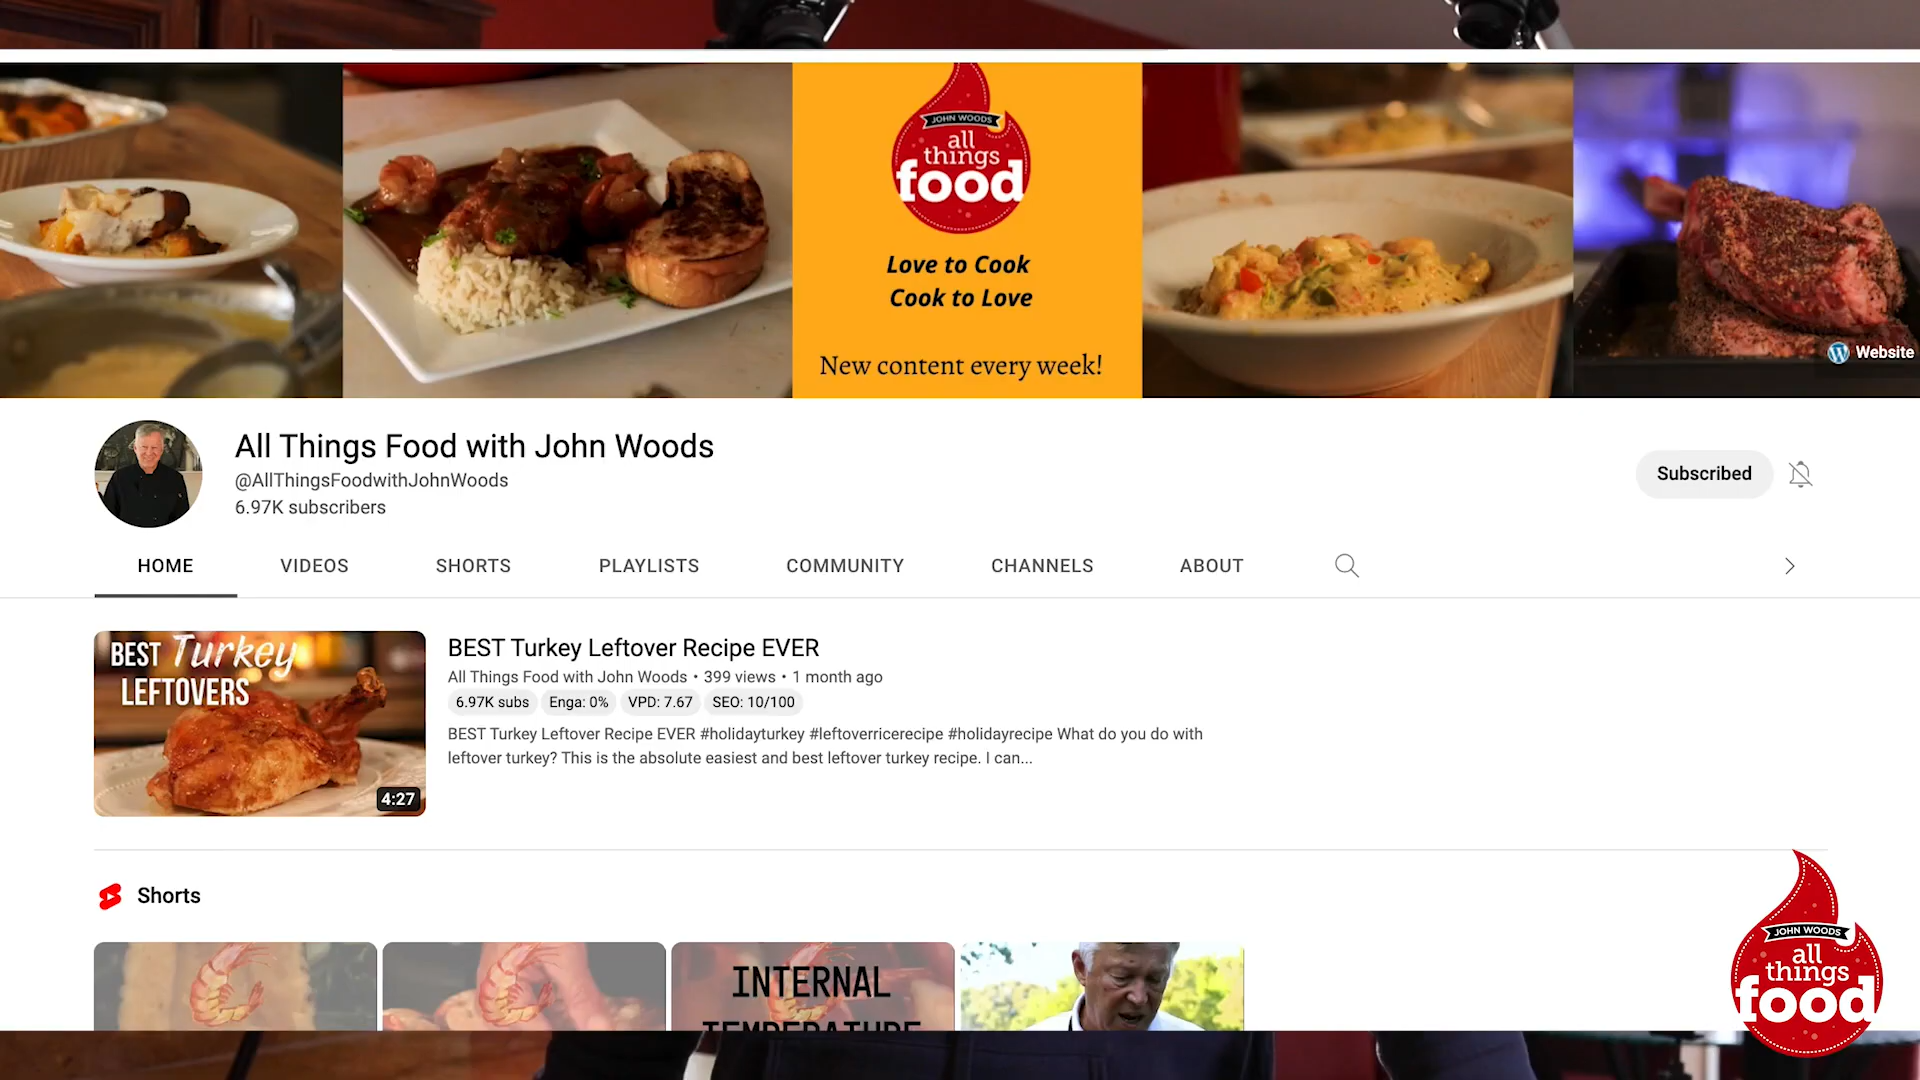 JOHN WOODS
all
things
food
Love to Cook
Cook to Love
New content every week!
Website
All Things Food with John Woods
@AllThingsFoodwithJohnWoods
6.97K subscribers
Subscribed
HOME VIDEOS SHORTS PLAYLISTS COMMUNITY CHANNELS ABOUT
BEST Turkey
LEFTOVERS
4:27
BEST Turkey Leftover Recipe EVER
All Things Food with John Woods • 399 views • 1 month ago
6.97K subs Enga: 0% VPD: 7.67 SEO: 10/100
BEST Turkey Leftover Recipe EVER #holidayturkey #leftoverricerecipe #holidayrecipe What do you do with
leftover turkey? This is the absolute easiest and best leftover turkey recipe. I can...
Shorts
INTERNAL
TEMPERATURE
JOHN WOODS
all
things
food